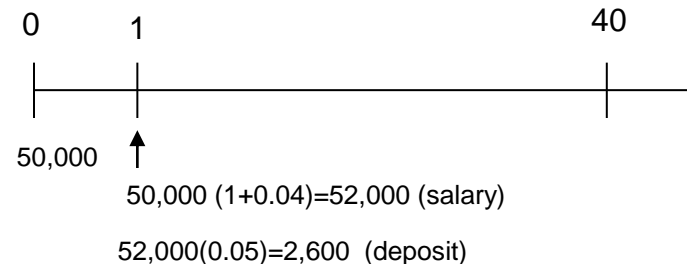 0 1 40
50,000
50,000 (1+0.04)=52,000 (salary)
52,000(0.05)=2,600 (deposit)